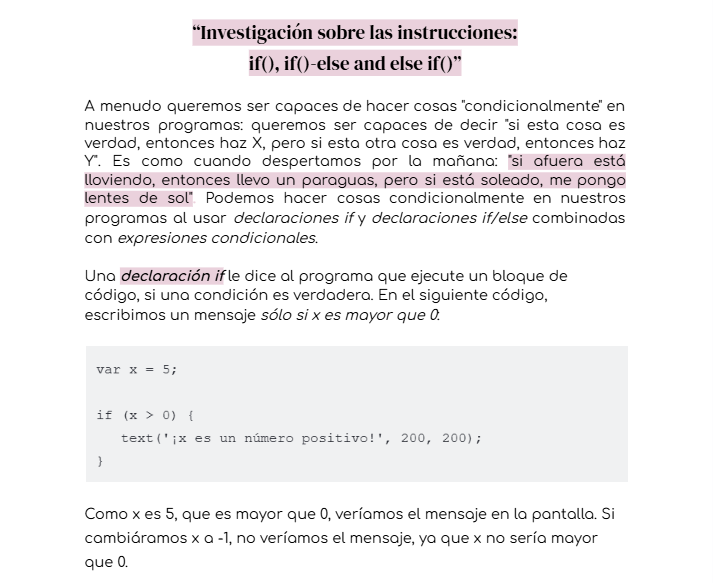 “Investigación sobre las instrucciones:
if(), if()-else and else if()”
A menudo queremos ser capaces de hacer cosas "condicionalmente" en
nuestros programas: queremos ser capaces de decir "si esta cosa es
verdad, entonces haz X, pero si esta otra cosa es verdad, entonces haz
Y". Es como cuando despertamos por la mañana: "si afuera está
lloviendo, entonces llevo un paraguas, pero si está soleado, me pongo
lentes de sol". Podemos hacer cosas condicionalmente en nuestros
programas al usar declaraciones if y declaraciones if/else combinadas
con expresiones condicionales.
Una declaración if le dice al programa que ejecute un bloque de
código, si una condición es verdadera. En el siguiente código,
escribimos un mensaje sólo si x es mayor que 0:
var x = 5;
if (x > 0) {
text('¡x es un número positivo!', 200, 200);
}
Como x es 5, que es mayor que 0, veríamos el mensaje en la pantalla. Si
cambiáramos x a -1, no veríamos el mensaje, ya que x no sería mayor
que 0.